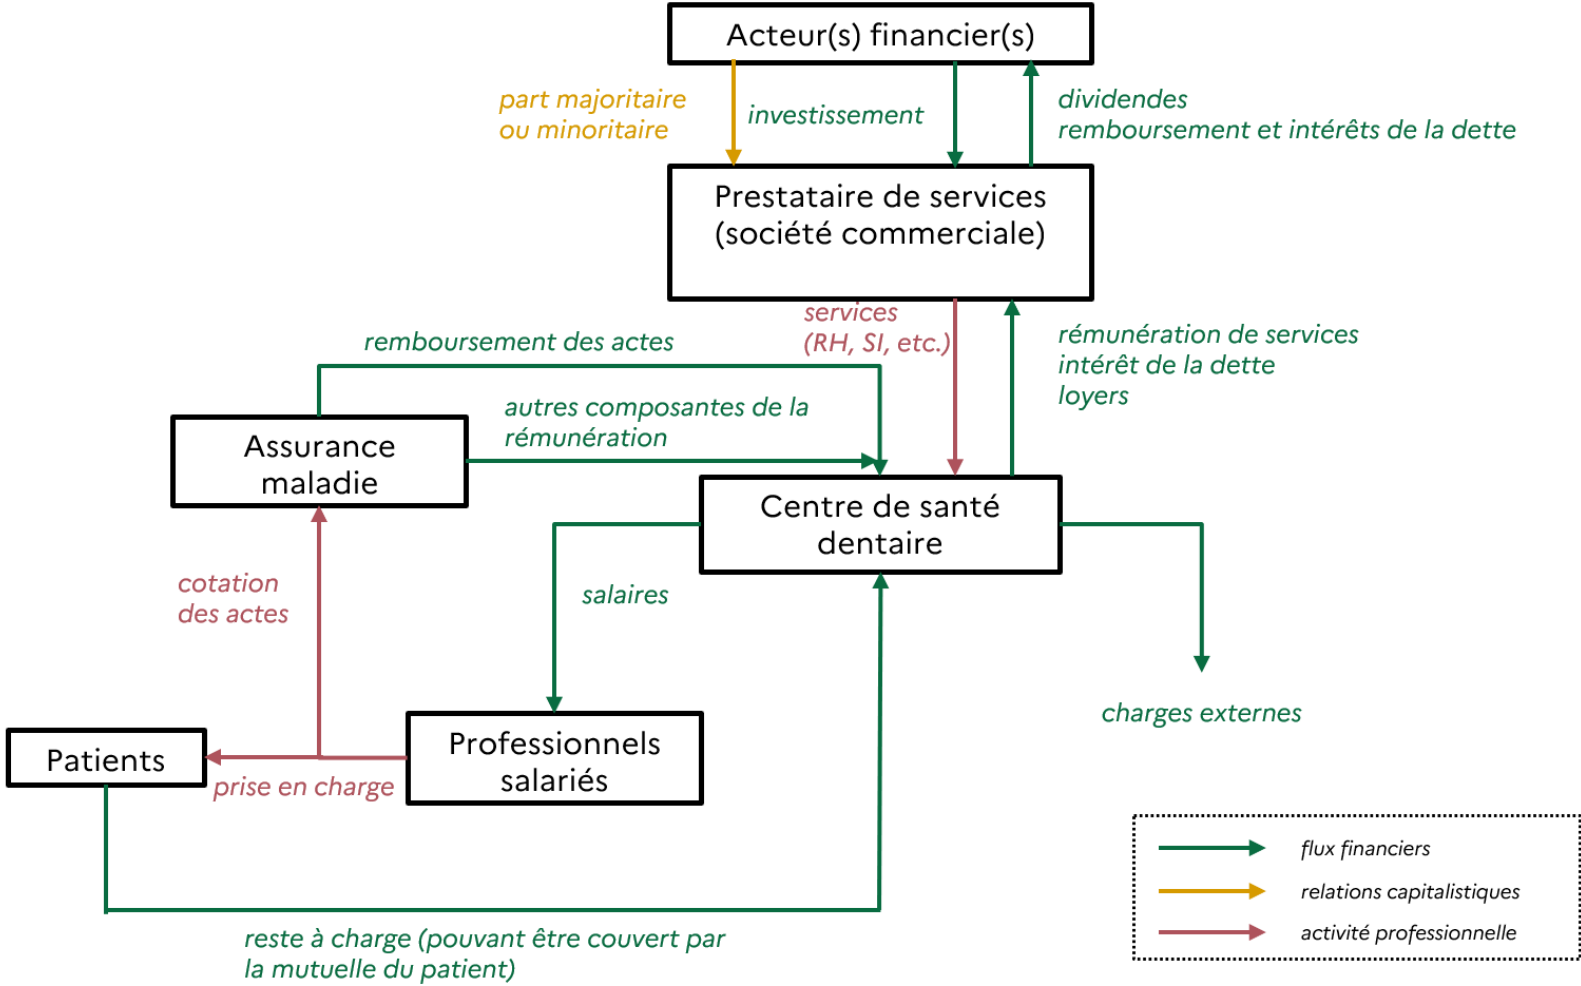 Acteur(s) financier(s)
part majoritaire
ou minoritaire
investissement
dividendes
remboursement et intérêts de la dette
Prestataire de services
(société commerciale)
services
(RH, SI, etc.)
rémunération de services
intérêt de la dette
loyers
remboursement des actes
autres composantes de la
rémunération
Assurance
maladie
Centre de santé
dentaire
cotation
des actes
salaires
charges externes
Professionnels
salariés
Patients
prise en charge
reste à charge (pouvant être couvert par
la mutuelle du patient)
flux financiers
relations capitalistiques
activité professionnelle